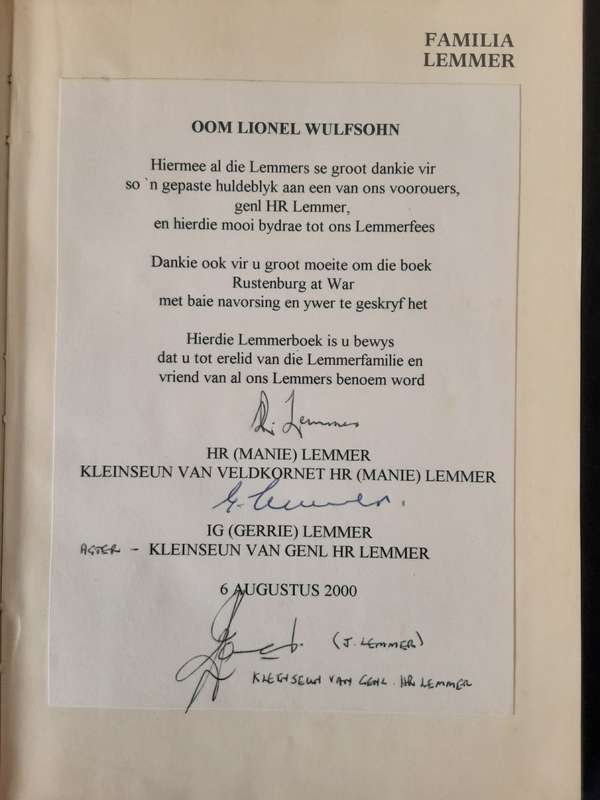 FAMILIA
LEMMER
OOM LIONEL WULFSOHN
Hiermee al die Lemmers se groot dankie vir
so `n gepaste huldeblyk aan een van ons voorouers,
genl HR Lemmer,
en hierdie mooi bydrae tot ons Lemmerfees
Dankie ook vir u groot moeite om die boek
Rustenburg at War
met baie navorsing en ywer te geskryf het
Hierdie Lemmerboek is u bewys
dat u tot erelid van die Lemmerfamilie en
vriend van al ons Lemmers benoem word
Lemmer
HR (MANIE) LEMMER
KLEINSEUN VAN VELDKORNET HR (MANIE) LEMMER
G. Lemmer.
IG (GERRIE) LEMMER
AGTER - KLEINSEUN VAN GENL HR LEMMER
6 AUGUSTUS 2000
(J. LEMMER)
KLEINSEUN VAN GENL. HR LEMMER